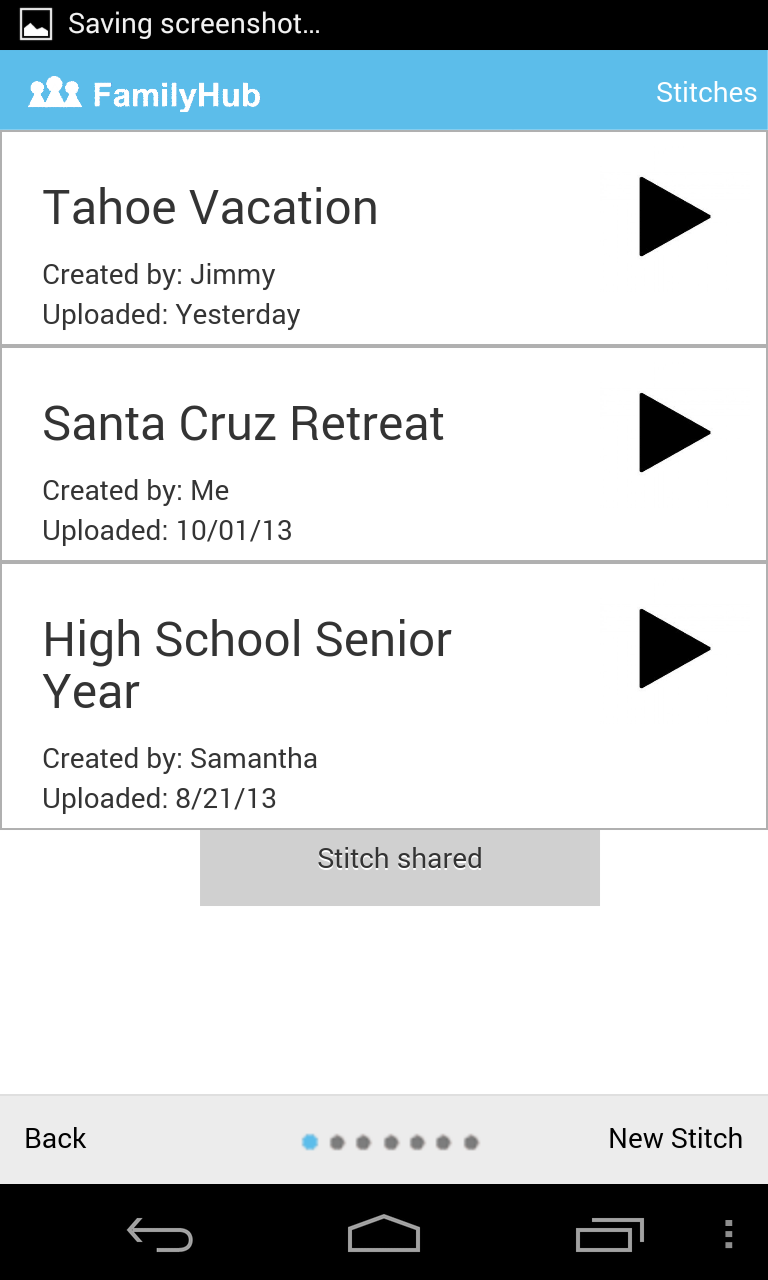 Saving screenshot...
FamilyHub
Stitches
Tahoe Vacation
Created by: Jimmy
Uploaded: Yesterday
Santa Cruz Retreat
Created by: Me
Uploaded: 10/01/13
High School Senior
Year
Created by: Samantha
Uploaded: 8/21/13
Stitch shared
Back
New Stitch